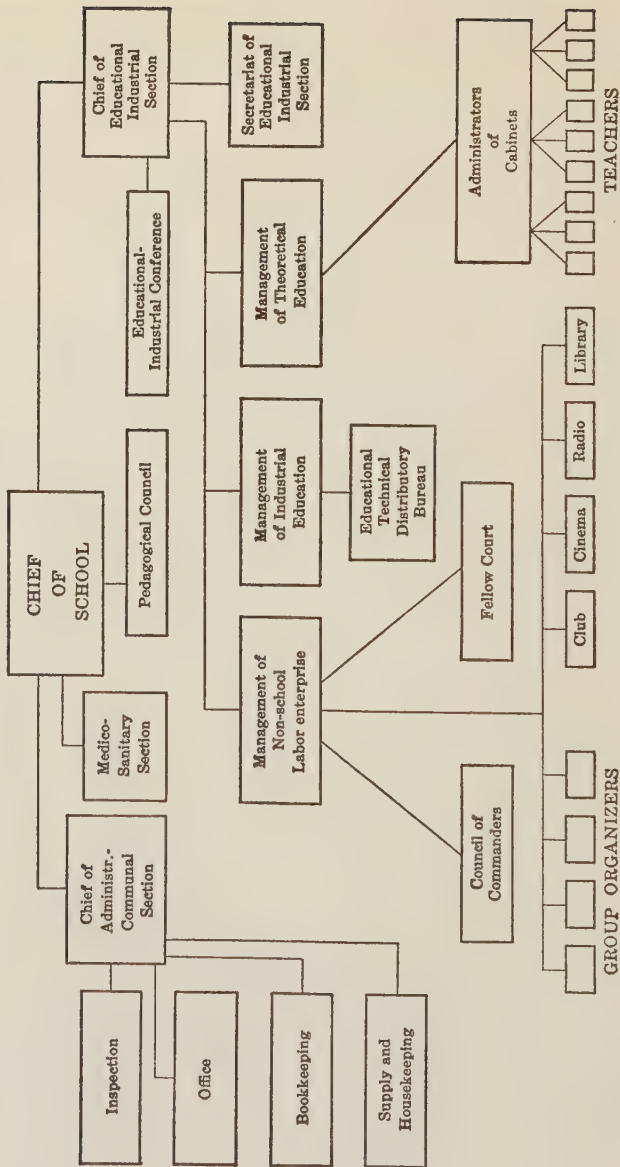 CHIEF
OF
SCHOOL
Chief of
Administr.-
Communal
Section
Medico-
Sanitary
Section
Pedagogical Council
Educational-
Industrial Conference
Chief of
Educational
Industrial
Section
Inspection
Office
Bookkeeping
Supply and
Housekeeping
Management of
Non-school
Labor enterprise
Management
of Industrial
Education
Management
of Theoretical
Education
Secretariat of
Educational
Industrial
Section
Educational
Technical
Distributory
Bureau
Council of
Commanders
Fellow Court
Administrators
of
Cabinets
Club
Cinema
Radio
Library
GROUP ORGANIZERS
TEACHERS